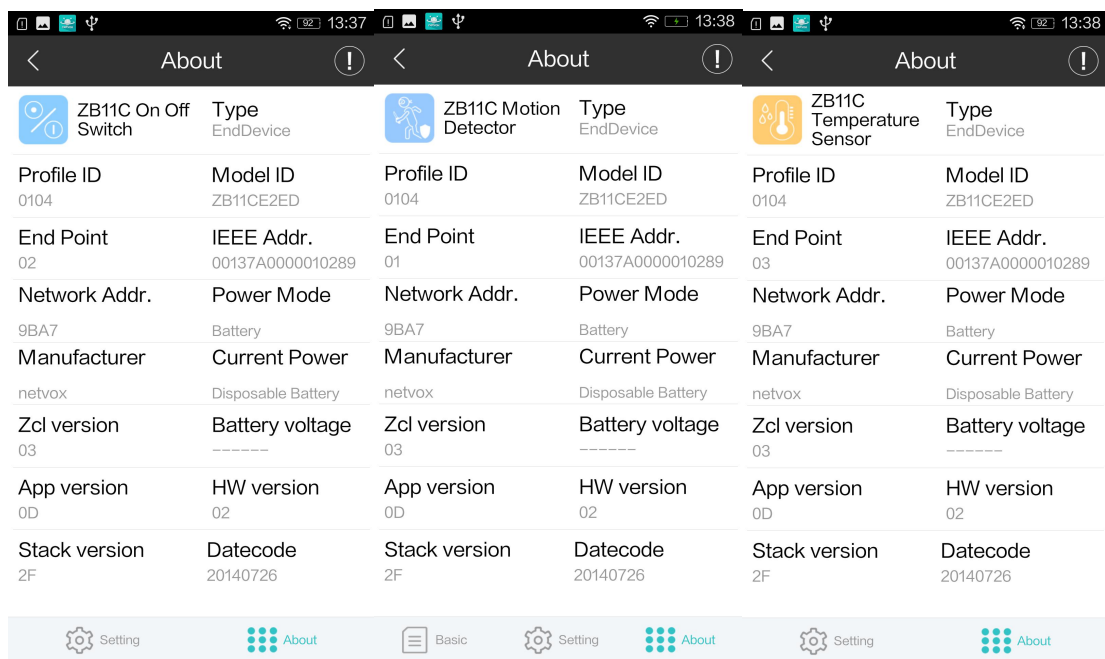 92 13:37
About
ZB11C On Off
Switch
Type
EndDevice
Profile ID
0104
Model ID
ZB11CE2ED
End Point
02
IEEE Addr.
00137A0000010289
Network Addr.
9BA7
Power Mode
Battery
Manufacturer
netvox
Current Power
Disposable Battery
Zcl version
03
Battery voltage
------
App version
0D
HW version
02
Stack version
2F
Datecode
20140726
Setting
About
13:38
About
ZB11C Motion
Detector
Type
EndDevice
Profile ID
0104
Model ID
ZB11CE2ED
End Point
01
IEEE Addr.
00137A0000010289
Network Addr.
9BA7
Power Mode
Battery
Manufacturer
netvox
Current Power
Disposable Battery
Zcl version
03
Battery voltage
------
App version
0D
HW version
02
Stack version
2F
Datecode
20140726
Basic
Setting
About
92 13:38
About
ZB11C
Temperature
Sensor
Type
EndDevice
Profile ID
0104
Model ID
ZB11CE2ED
End Point
03
IEEE Addr.
00137A0000010289
Network Addr.
9BA7
Power Mode
Battery
Manufacturer
netvox
Current Power
Disposable Battery
Zcl version
03
Battery voltage
------
App version
0D
HW version
02
Stack version
2F
Datecode
20140726
Setting
About